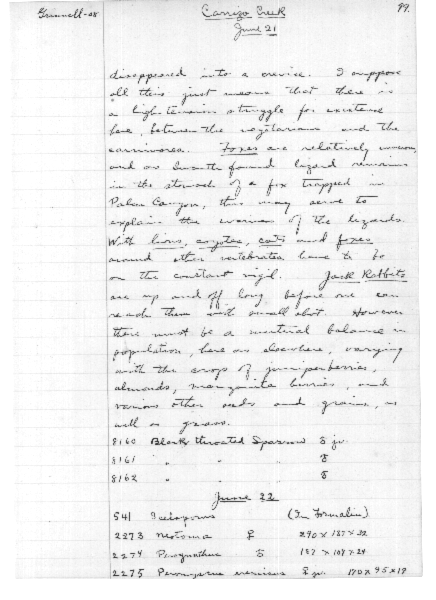 Grinnell-08
Carrizo Creek
99.
June 21
disappeared into a crevice. I suppose
all this just means that there is
a high-tension struggle for existence
here, between the vegetarians and the
carnivores. Foxes are relatively numerous,
and as Swarth found lizard remains
in the stomach of a fox trapped in
Palm Canyon, this may serve to
explain the wariness of the lizards.
With lions, coyotes, cats and foxes
around other vertebrates have to be
on the constant vigil. Jack Rabbits
are up and off long before one can
reach them with small shot. However
there must be a natural balance in
population, here as elsewhere, varying
with the crops of juniper berries,
almonds, manzanita berries, and
various other seeds and grains, as
well as grass.
8160 Black throated Sparrow ♂ jv.
8161 " " ♂
8162 " " ♂
June 22
541 Sceloporus (In Formalin)
2273 Neotoma ♀ 290 x 137 x 32
2274 Perognathus ♂ 187 x 107 x 24
2275 Peromyscus eremicus ♀ jv. 170 x 95 x 19